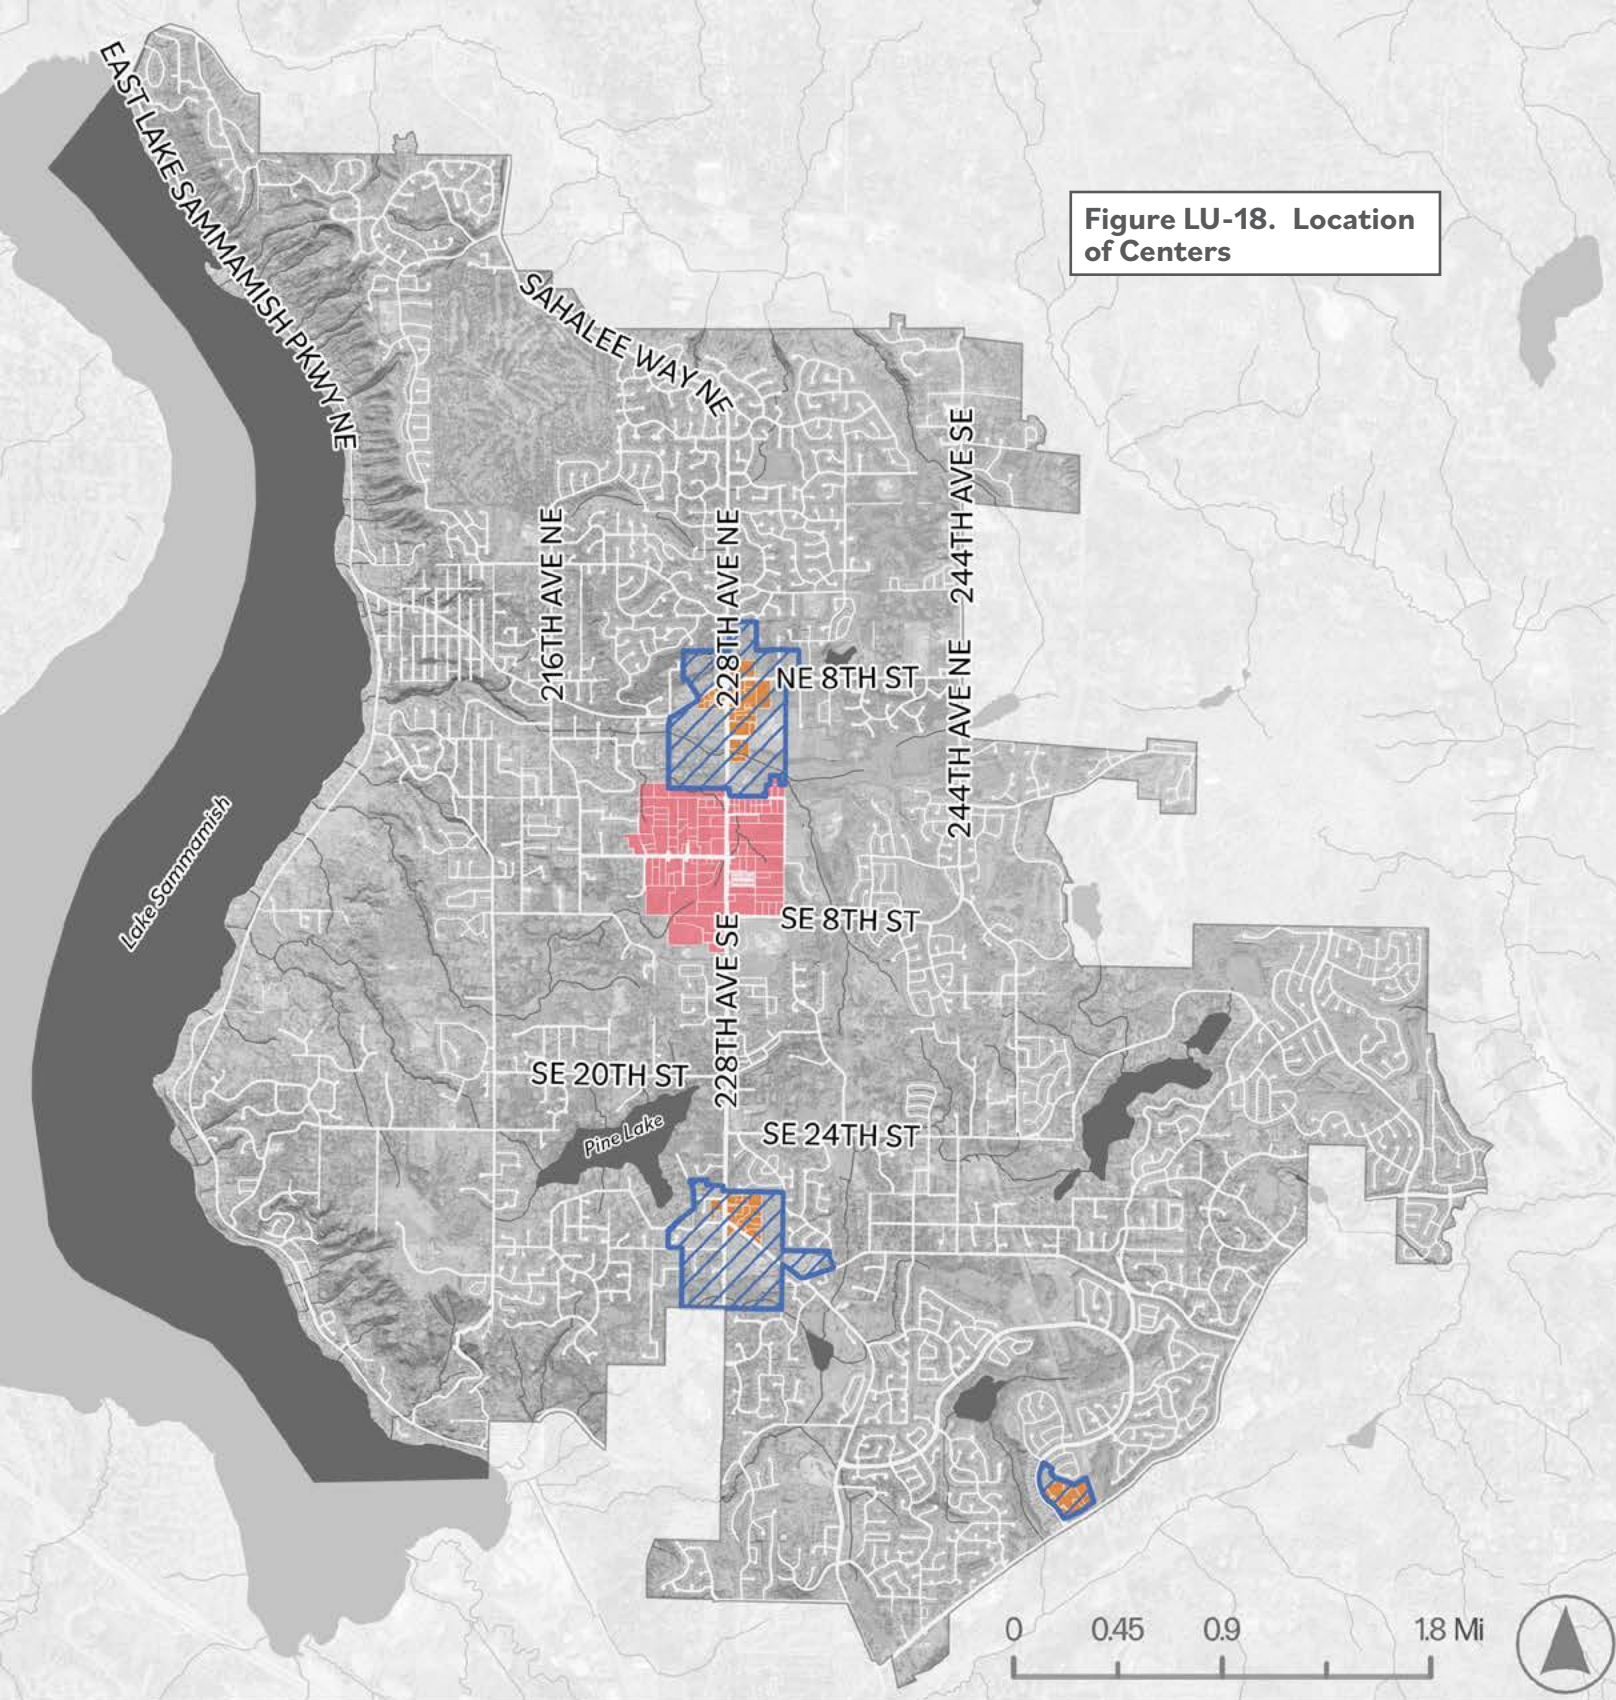 EAST LAKE SAMMAMISH PKWY NE
Figure LU-18. Location
of Centers
SAHALEE WAY NE
244TH AVE SE
216TH AVE NE
228TH AVE NE
NE 8TH ST
244TH AVE NE
Lake Sammamish
SE 8TH ST
228TH AVE SE
SE 20TH ST
Pine Lake
SE 24TH ST
0 0.45 0.9 1.8 Mi